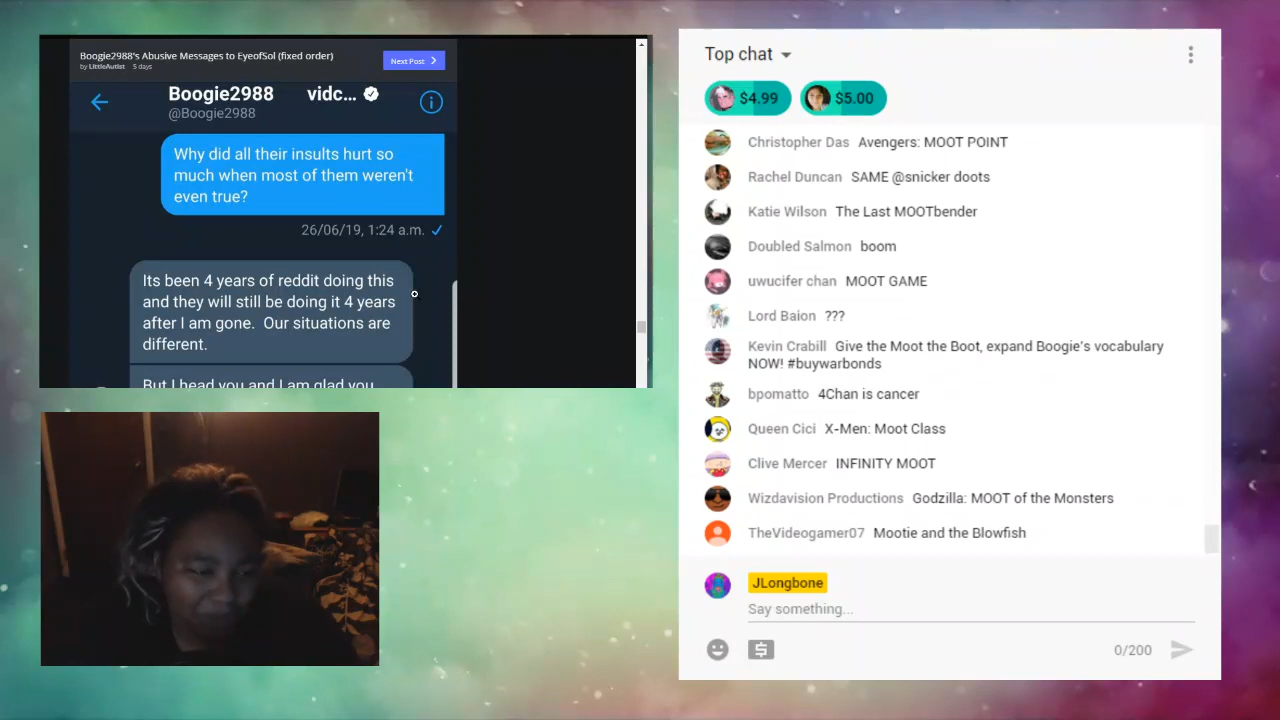 Boogie2988's Abusive Messages to EyeofSol (fixed order)
by LittleAutist 5 days
Next Post
Boogie2988 vidc...
@Boogie2988
Why did all their insults hurt so
much when most of them weren't
even true?
26/06/19, 1:24 a.m.
Its been 4 years of reddit doing this
and they will still be doing it 4 years
after I am gone. Our situations are
different.
But I head you and I am glad you
Top chat
$4.99
$5.00
Christopher Das Avengers: MOOT POINT
Rachel Duncan SAME @snicker doots
Katie Wilson The Last MOOTbender
Doubled Salmon boom
uwucifer chan MOOT GAME
Lord Baion ???
Kevin Crabill Give the Moot the Boot, expand Boogie's vocabulary
NOW! #buywarbonds
bpomatto 4Chan is cancer
Queen Cici X-Men: Moot Class
Clive Mercer INFINITY MOOT
Wizdavision Productions Godzilla: MOOT of the Monsters
TheVideogamer07 Mootie and the Blowfish
JLongbone
Say something...
0/200